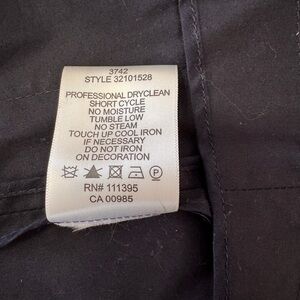 3742
STYLE 32101528
PROFESSIONAL DRYCLEAN
SHORT CYCLE
NO MOISTURE
TUMBLE LOW
NO STEAM
TOUCH UP COOL IRON
IF NECESSARY
DO NOT IRON
ON DECORATION
P
RN# 111395
CA 00985